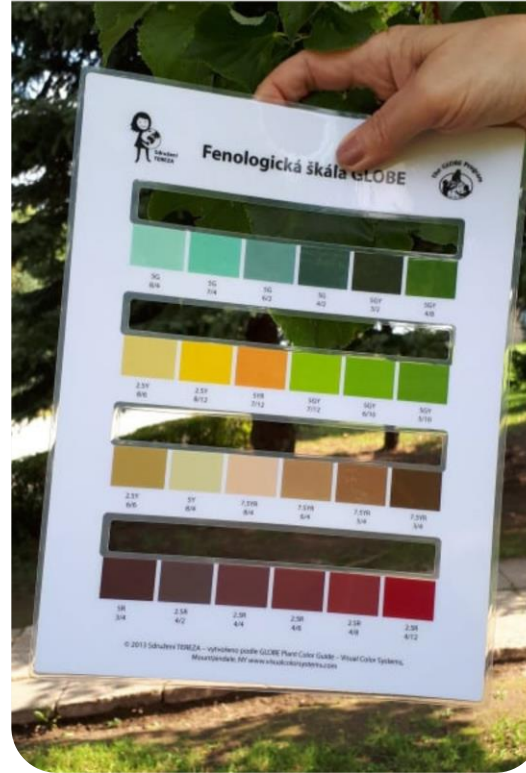 Sdružení
TEREZA
Fenologická škála GLOBE
The GLOBE Program
5G 5G 5G 5G 5GY 5GY
8/4 7/4 6/2 4/2 3/2 4/8
2.5Y 2.5Y 5YR 5GY 5GY 5GY
8/6 8/12 7/12 7/12 6/10 5/10
2.5Y 5Y 7.5YR 7.5YR 7.5YR 7.5YR
6/6 8/4 8/4 6/4 5/4 3/4
5R 2.5R 2.5R 2.5R 2.5R 2.5R
3/4 4/2 4/4 4/6 4/8 4/12
© 2013 Sdružení TEREZA – vytvořeno podle GLOBE Plant Color Guide – Visual Color Systems,
Mountjendale, NY www.visualcolorsystems.com